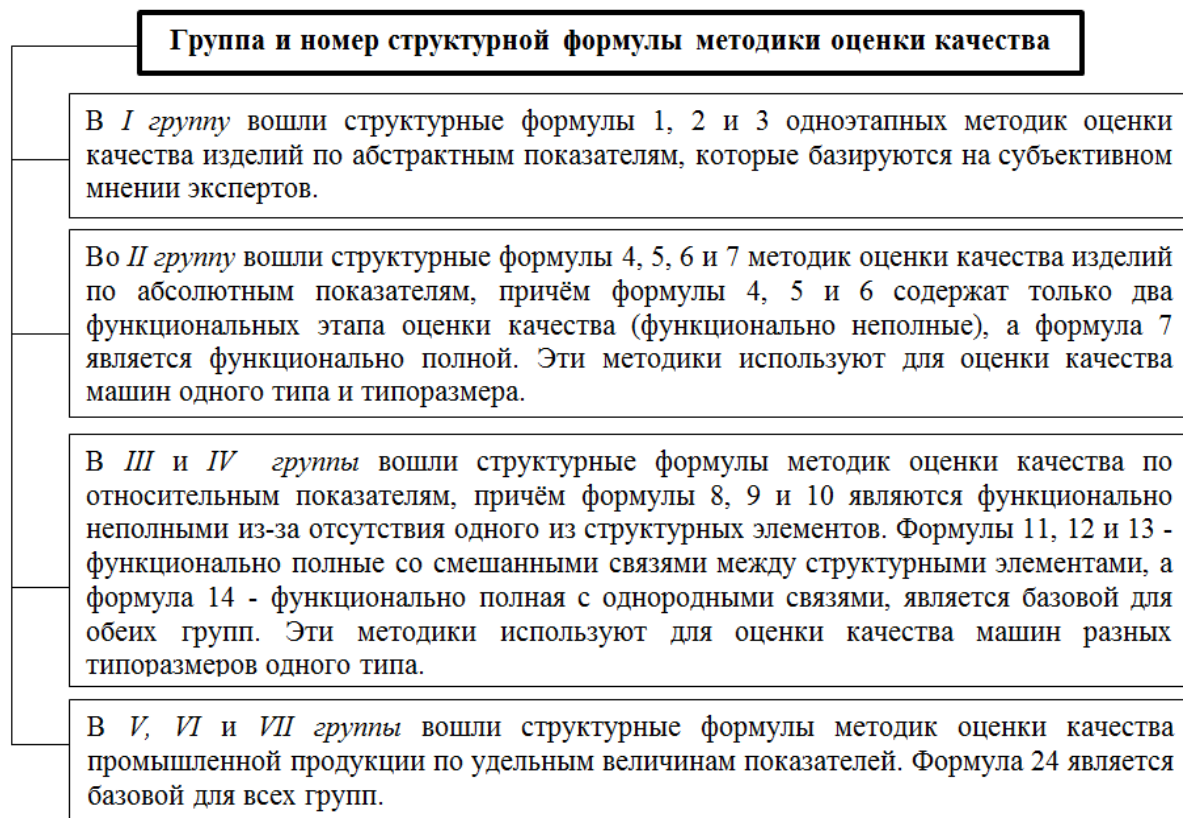 Группа и номер структурной формулы методики оценки качества
В I группу вошли структурные формулы 1, 2 и 3 одноэтапных методик оценки
качества изделий по абстрактным показателям, которые базируются на субъективном
мнении экспертов.
Во II группу вошли структурные формулы 4, 5, 6 и 7 методик оценки качества изделий
по абсолютным показателям, причём формулы 4, 5 и 6 содержат только два
функциональных этапа оценки качества (функционально неполные), а формула 7
является функционально полной. Эти методики используют для оценки качества
машин одного типа и типоразмера.
В III и IV группы вошли структурные формулы методик оценки качества по
относительным показателям, причём формулы 8, 9 и 10 являются функционально
неполными из-за отсутствия одного из структурных элементов. Формулы 11, 12 и 13 -
функционально полные со смешанными связями между структурными элементами, а
формула 14 - функционально полная с однородными связями, является базовой для
обеих групп. Эти методики используют для оценки качества машин разных
типоразмеров одного типа.
В V, VI и VII группы вошли структурные формулы методик оценки качества
промышленной продукции по удельным величинам показателей. Формула 24 является
базовой для всех групп.